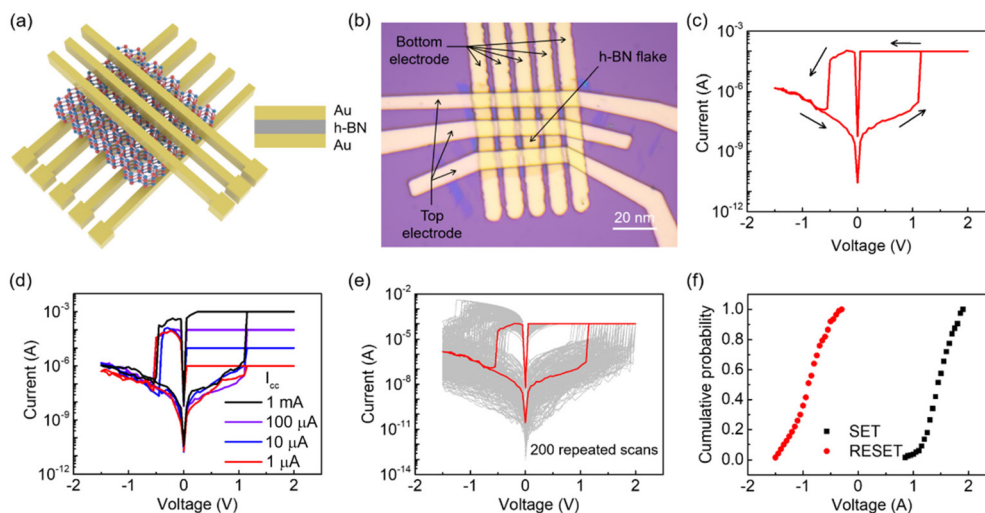 (a)
Au
h-BN
Au
(b)
Bottom
electrode
h-BN flake
Top
electrode
20 nm
(c)
Current (A)
10⁻³
10⁻⁶
10⁻⁹
10⁻¹²
-2 -1 0 1 2
Voltage (V)
(d)
Current (A)
10⁰
10⁻³
10⁻⁶
10⁻⁹
10⁻¹²
I_cc
1 mA
100 μA
10 μA
1 μA
-2 -1 0 1 2
Voltage (V)
(e)
Current (A)
10⁻²
10⁻⁵
10⁻⁸
10⁻¹¹
10⁻¹⁴
200 repeated scans
-2 -1 0 1 2
Voltage (V)
(f)
Cumulative probability
1.0
0.8
0.6
0.4
0.2
0.0
SET
RESET
-2 -1 0 1 2
Voltage (A)